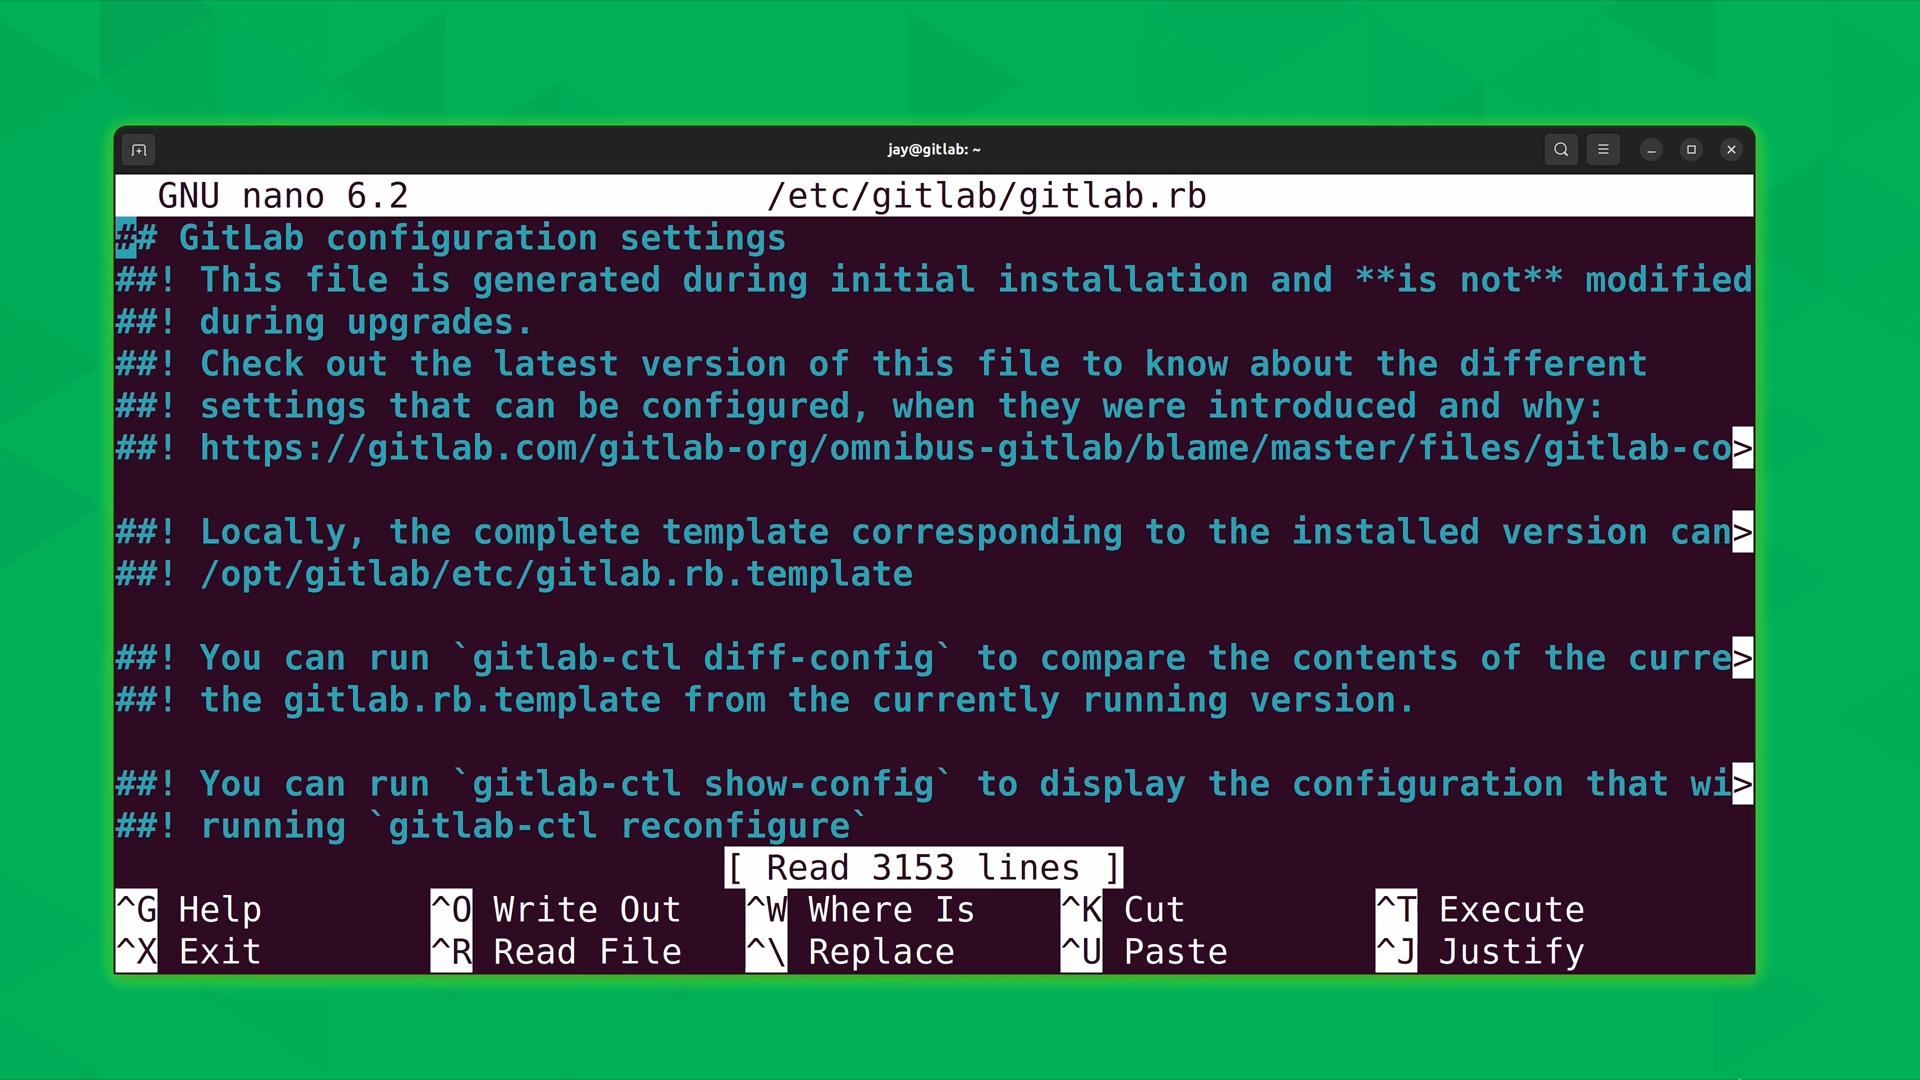 jay@gitlab: ~
GNU nano 6.2 /etc/gitlab/gitlab.rb
## GitLab configuration settings
##! This file is generated during initial installation and **is not** modified
##! during upgrades.
##! Check out the latest version of this file to know about the different
##! settings that can be configured, when they were introduced and why:
##! https://gitlab.com/gitlab-org/omnibus-gitlab/blame/master/files/gitlab-co>
##! Locally, the complete template corresponding to the installed version can>
##! /opt/gitlab/etc/gitlab.rb.template
##! You can run `gitlab-ctl diff-config` to compare the contents of the curre>
##! the gitlab.rb.template from the currently running version.
##! You can run `gitlab-ctl show-config` to display the configuration that wi>
##! running `gitlab-ctl reconfigure`
[ Read 3153 lines ]
^G Help ^O Write Out ^W Where Is ^K Cut ^T Execute
^X Exit ^R Read File ^\ Replace ^U Paste ^J Justify